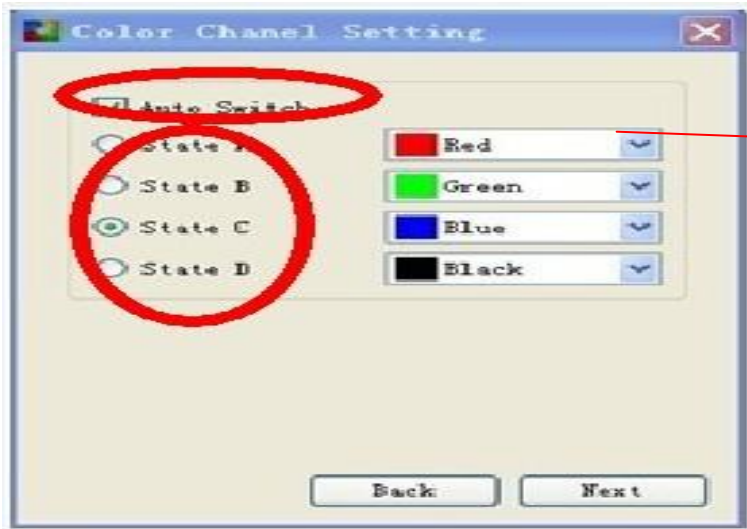 Color Chanel Setting
Auto Switch
State A Red
State B Green
State C Blue
State D Black
Back Next